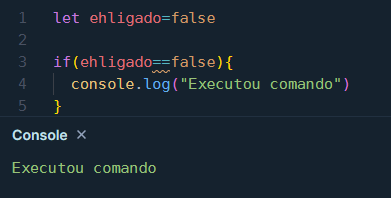 1 let ehligado=false
2
3 if(ehligado==false){
4 console.log("Executou comando")
5 }
Console ×
Executou comando